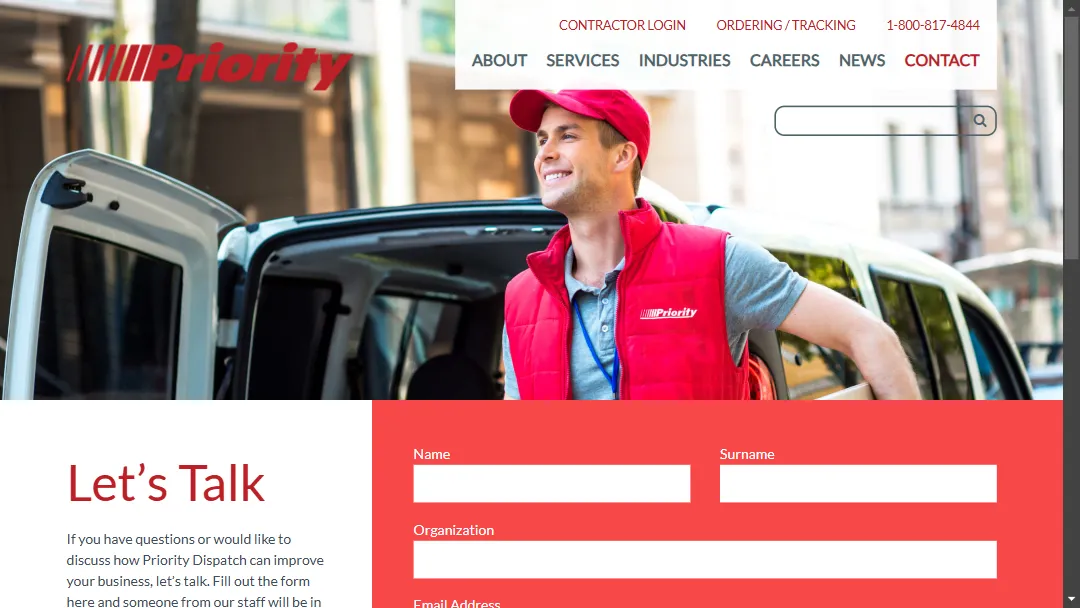 CONTRACTOR LOGIN ORDERING / TRACKING 1-800-817-4844
Priority
ABOUT SERVICES INDUSTRIES CAREERS NEWS CONTACT
Priority
Let's Talk
If you have questions or would like to
discuss how Priority Dispatch can improve
your business, let's talk. Fill out the form
here and someone from our staff will be in
Name
Surname
Organization
Email Address